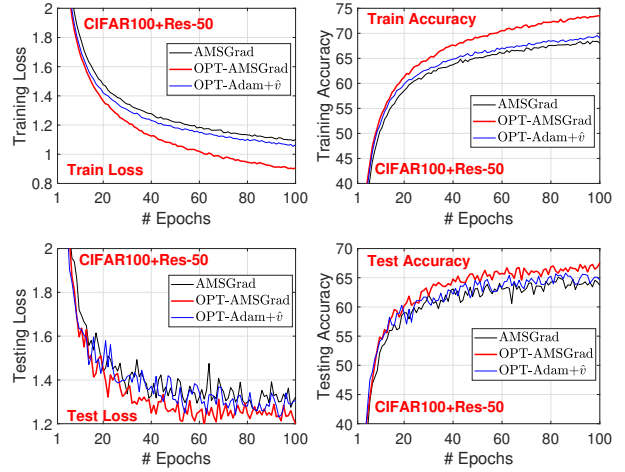 CIFAR100+Res-50
AMSGrad
OPT-AMSGrad
OPT-Adam+v̂
Train Loss
Training Loss
2
1.8
1.6
1.4
1.2
1
0.8
1 20 40 60 80 100
# Epochs
Train Accuracy
AMSGrad
OPT-AMSGrad
OPT-Adam+v̂
CIFAR100+Res-50
Training Accuracy
75
70
65
60
55
50
45
40
1 20 40 60 80 100
# Epochs
CIFAR100+Res-50
AMSGrad
OPT-AMSGrad
OPT-Adam+v̂
Test Loss
Testing Loss
2
1.8
1.6
1.4
1.2
1 20 40 60 80 100
# Epochs
Test Accuracy
AMSGrad
OPT-AMSGrad
OPT-Adam+v̂
CIFAR100+Res-50
Testing Accuracy
70
65
60
55
50
45
40
1 20 40 60 80 100
# Epochs